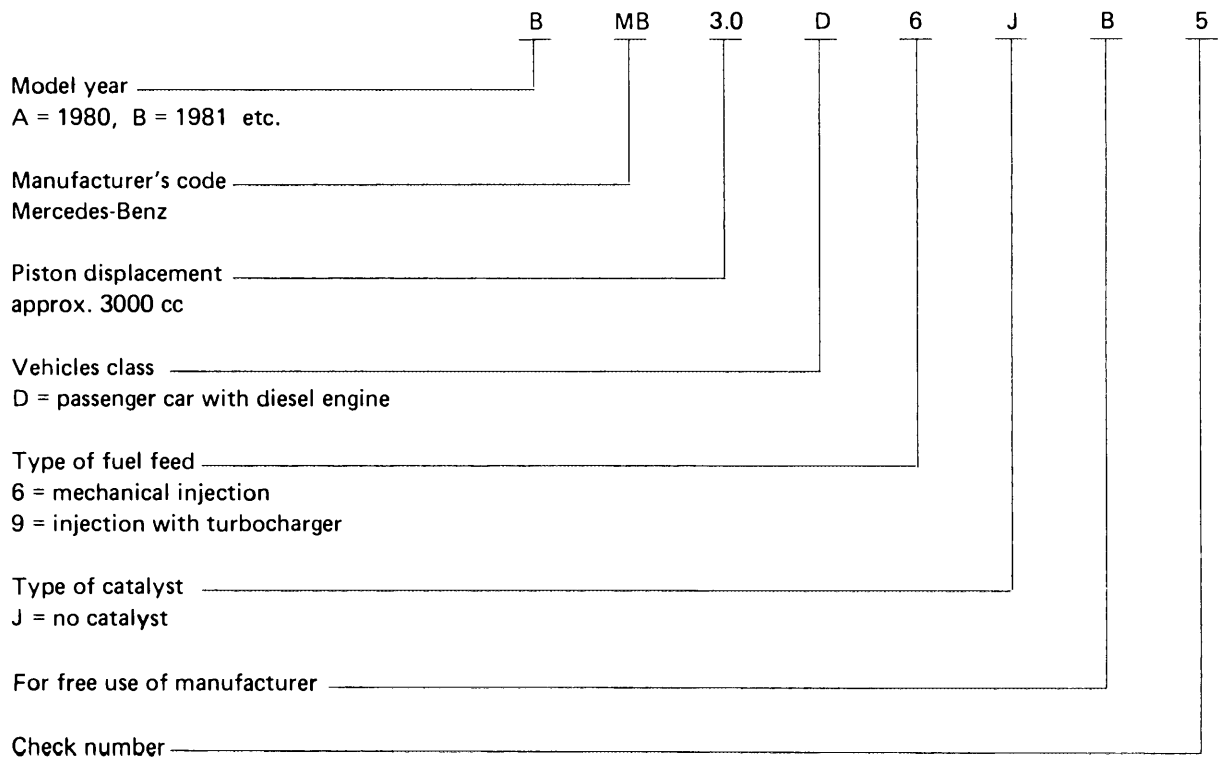 B MB 3.0 D 6 J B 5
Model year
A = 1980, B = 1981 etc.
Manufacturer's code
Mercedes-Benz
Piston displacement
approx. 3000 cc
Vehicles class
D = passenger car with diesel engine
Type of fuel feed
6 = mechanical injection
9 = injection with turbocharger
Type of catalyst
J = no catalyst
For free use of manufacturer
Check number